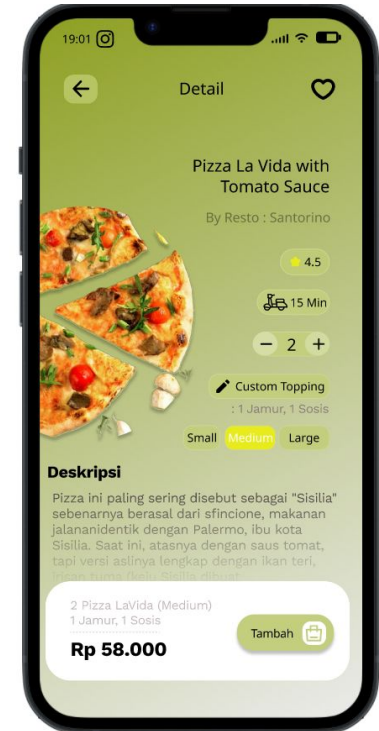 19:01
Detail
Pizza La Vida with
Tomato Sauce
By Resto : Santorino
4.5
15 Min
− 2 +
Custom Topping
: 1 Jamur, 1 Sosis
Small Medium Large
Deskripsi
Pizza ini paling sering disebut sebagai "Sisilia"
sebenarnya berasal dari sfincione, makanan
jalananidentik dengan Palermo, ibu kota
Sisilia. Saat ini, atasnya dengan saus tomat,
tapi versi aslinya lengkap dengan ikan teri,
2 Pizza LaVida (Medium)
1 Jamur, 1 Sosis
Rp 58.000
Tambah